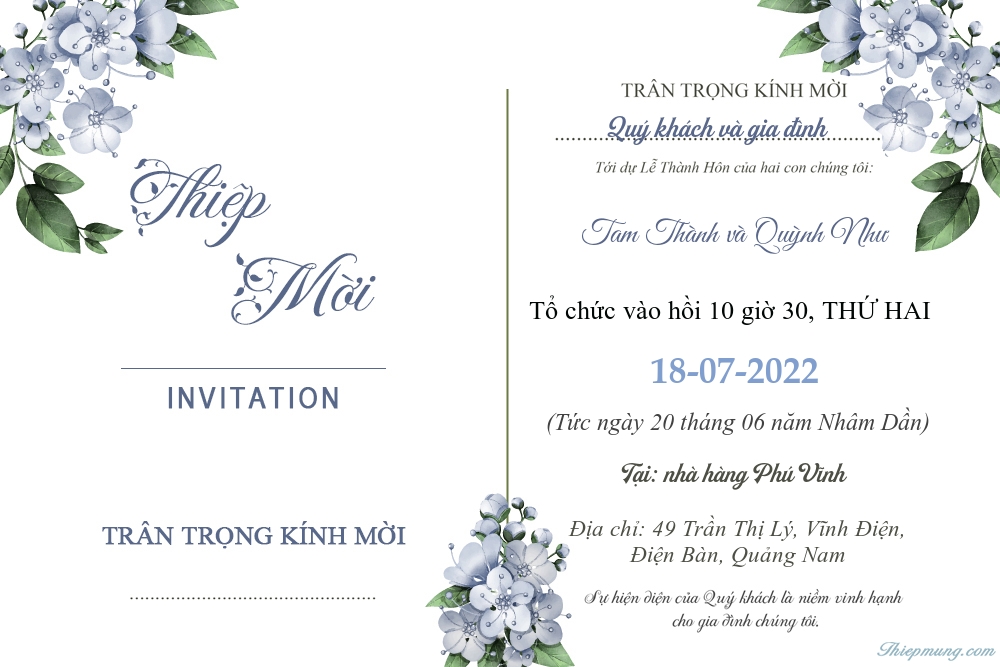 Thiệp
Mời
INVITATION
TRÂN TRỌNG KÍNH MỜI
TRÂN TRỌNG KÍNH MỜI
Quý khách và gia đình
Tới dự Lễ Thành Hôn của hai con chúng tôi:
Tam Thành và Quỳnh Như
Tổ chức vào hồi 10 giờ 30, THỨ HAI
18-07-2022
(Tức ngày 20 tháng 06 năm Nhâm Dần)
Tại: nhà hàng Phú Vĩnh
Địa chỉ: 49 Trần Thị Lý, Vĩnh Điện,
Điện Bàn, Quảng Nam
Sự hiện diện của Quý khách là niềm vinh hạnh
cho gia đình chúng tôi.
Thiepmung.com